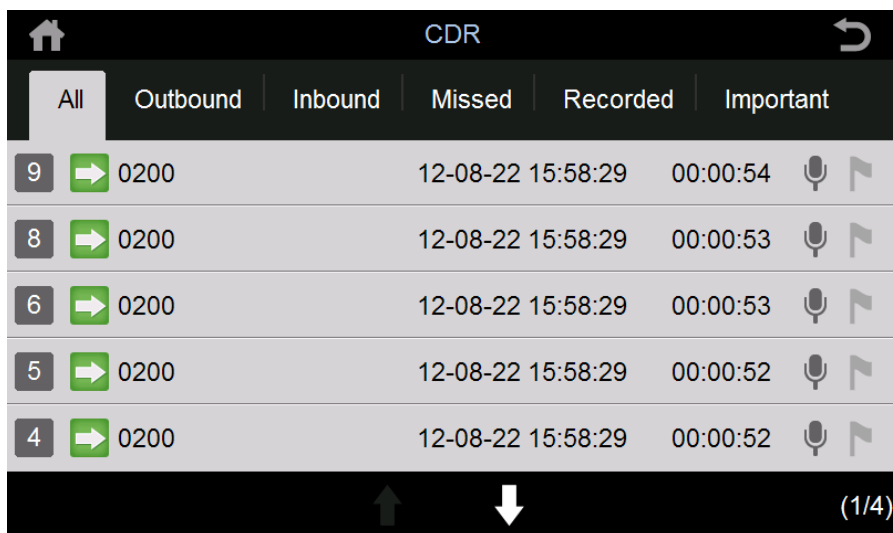 CDR
All Outbound Inbound Missed Recorded Important
9 0200 12-08-22 15:58:29 00:00:54
8 0200 12-08-22 15:58:29 00:00:53
6 0200 12-08-22 15:58:29 00:00:53
5 0200 12-08-22 15:58:29 00:00:52
4 0200 12-08-22 15:58:29 00:00:52
(1/4)